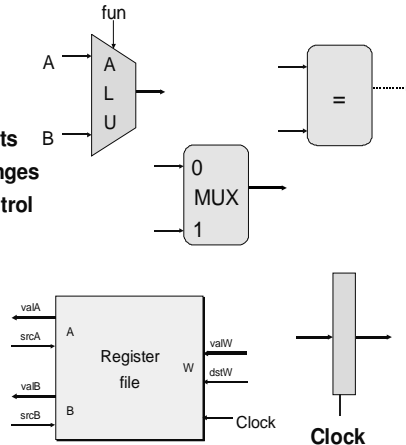 fun
A
A
L
U
B
=
ts
nges
trol
0
MUX
1
valA
srcA
A
Register
file
valB
srcB
B
W
valW
dstW
Clock
Clock